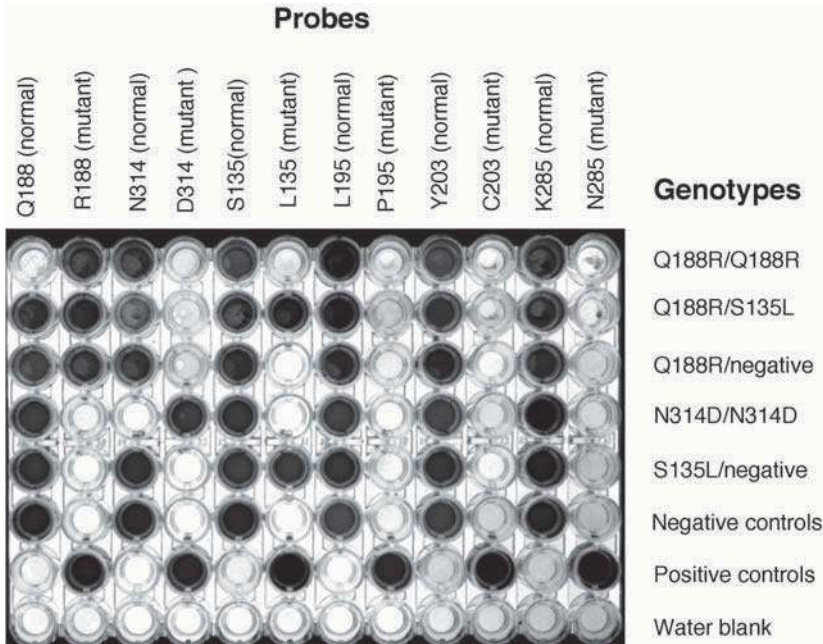 Probes
Q188 (normal)
R188 (mutant)
N314 (normal)
D314 (mutant )
S135(normal)
L135 (mutant)
L195 (normal)
P195 (mutant)
Y203 (normal)
C203 (mutant)
K285 (normal)
N285 (mutant)
Genotypes
Q188R/Q188R
Q188R/S135L
Q188R/negative
N314D/N314D
S135L/negative
Negative controls
Positive controls
Water blank